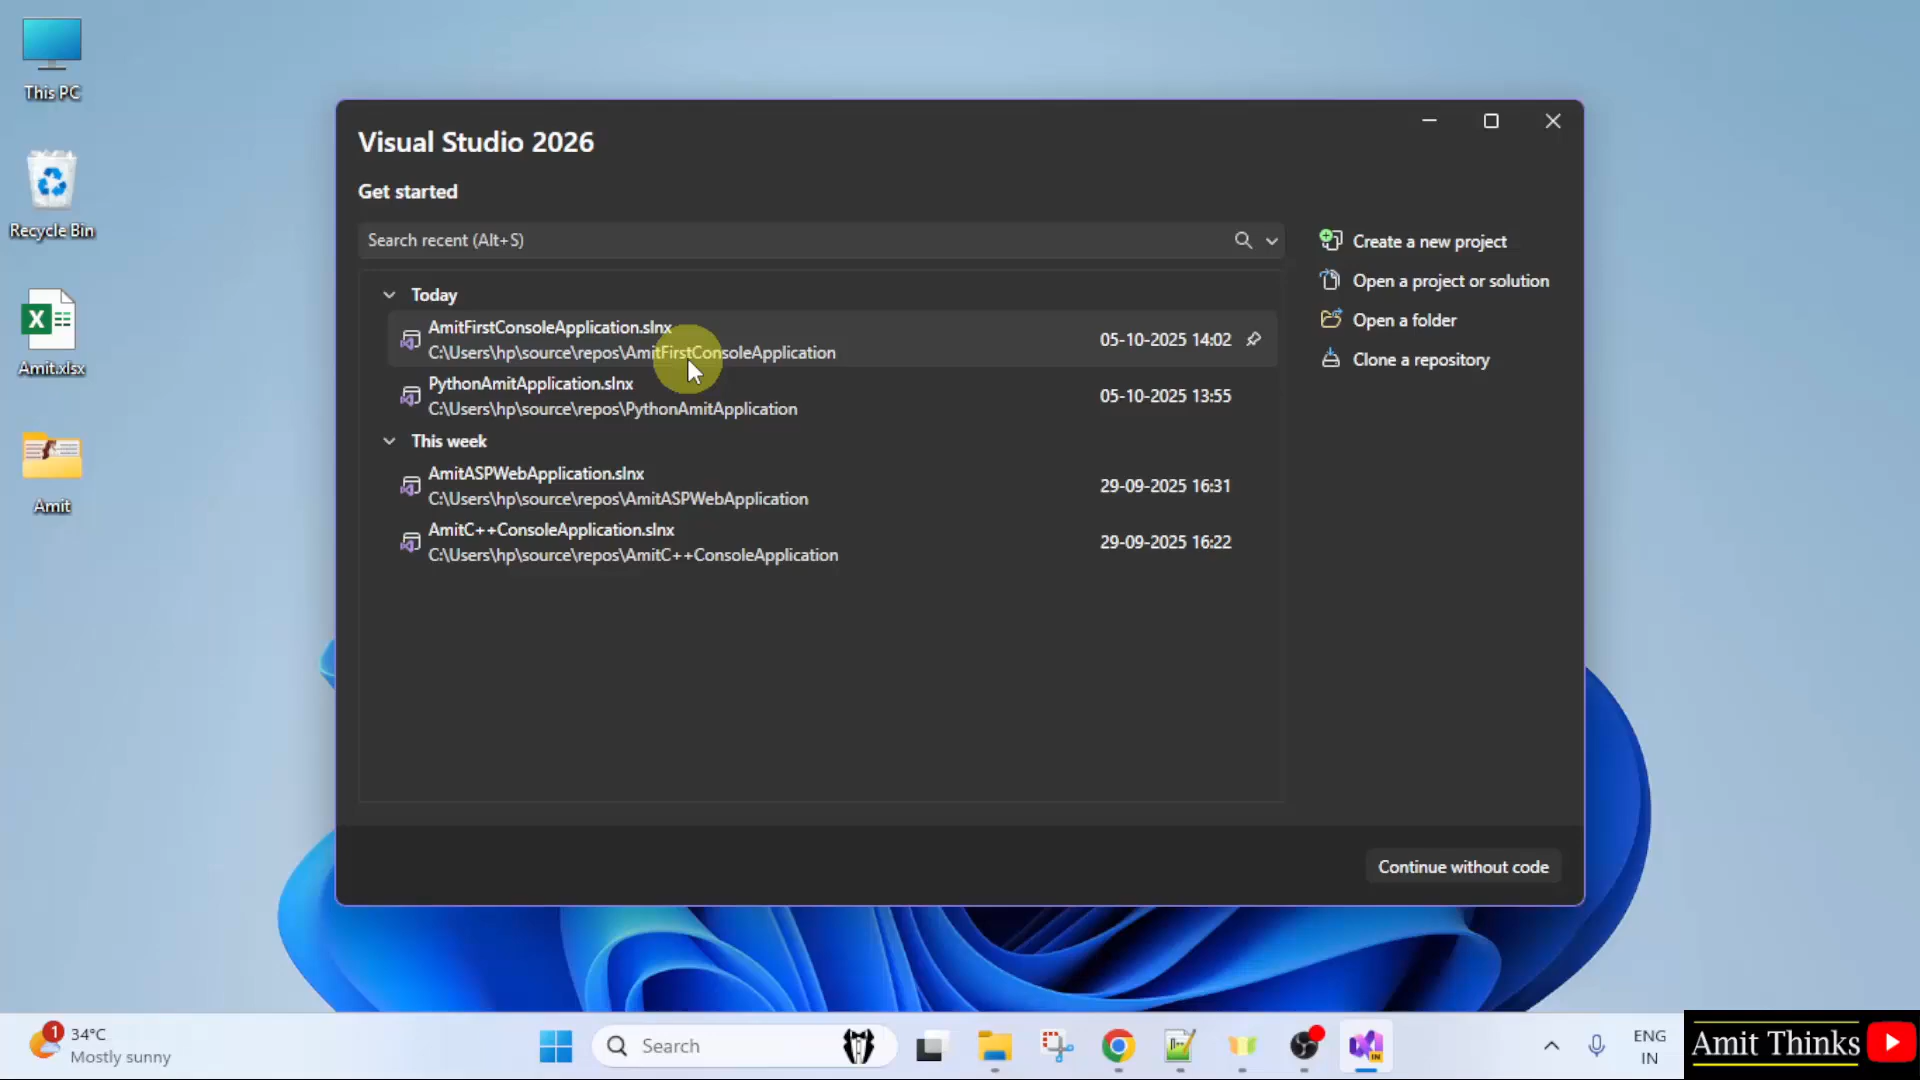 This PC
Recycle Bin
Amit.xlsx
Amit
Visual Studio 2026
Get started
Search recent (Alt+S)
Today
AmitFirstConsoleApplication.slnx
C:\Users\hp\source\repos\AmitFirstConsoleApplication
05-10-2025 14:02
PythonAmitApplication.slnx
C:\Users\hp\source\repos\PythonAmitApplication
05-10-2025 13:55
This week
AmitASPWebApplication.slnx
C:\Users\hp\source\repos\AmitASPWebApplication
29-09-2025 16:31
AmitC++ConsoleApplication.slnx
C:\Users\hp\source\repos\AmitC++ConsoleApplication
29-09-2025 16:22
Create a new project
Open a project or solution
Open a folder
Clone a repository
Continue without code
1
34°C
Mostly sunny
Search
IN
ENG
IN
Amit Thinks